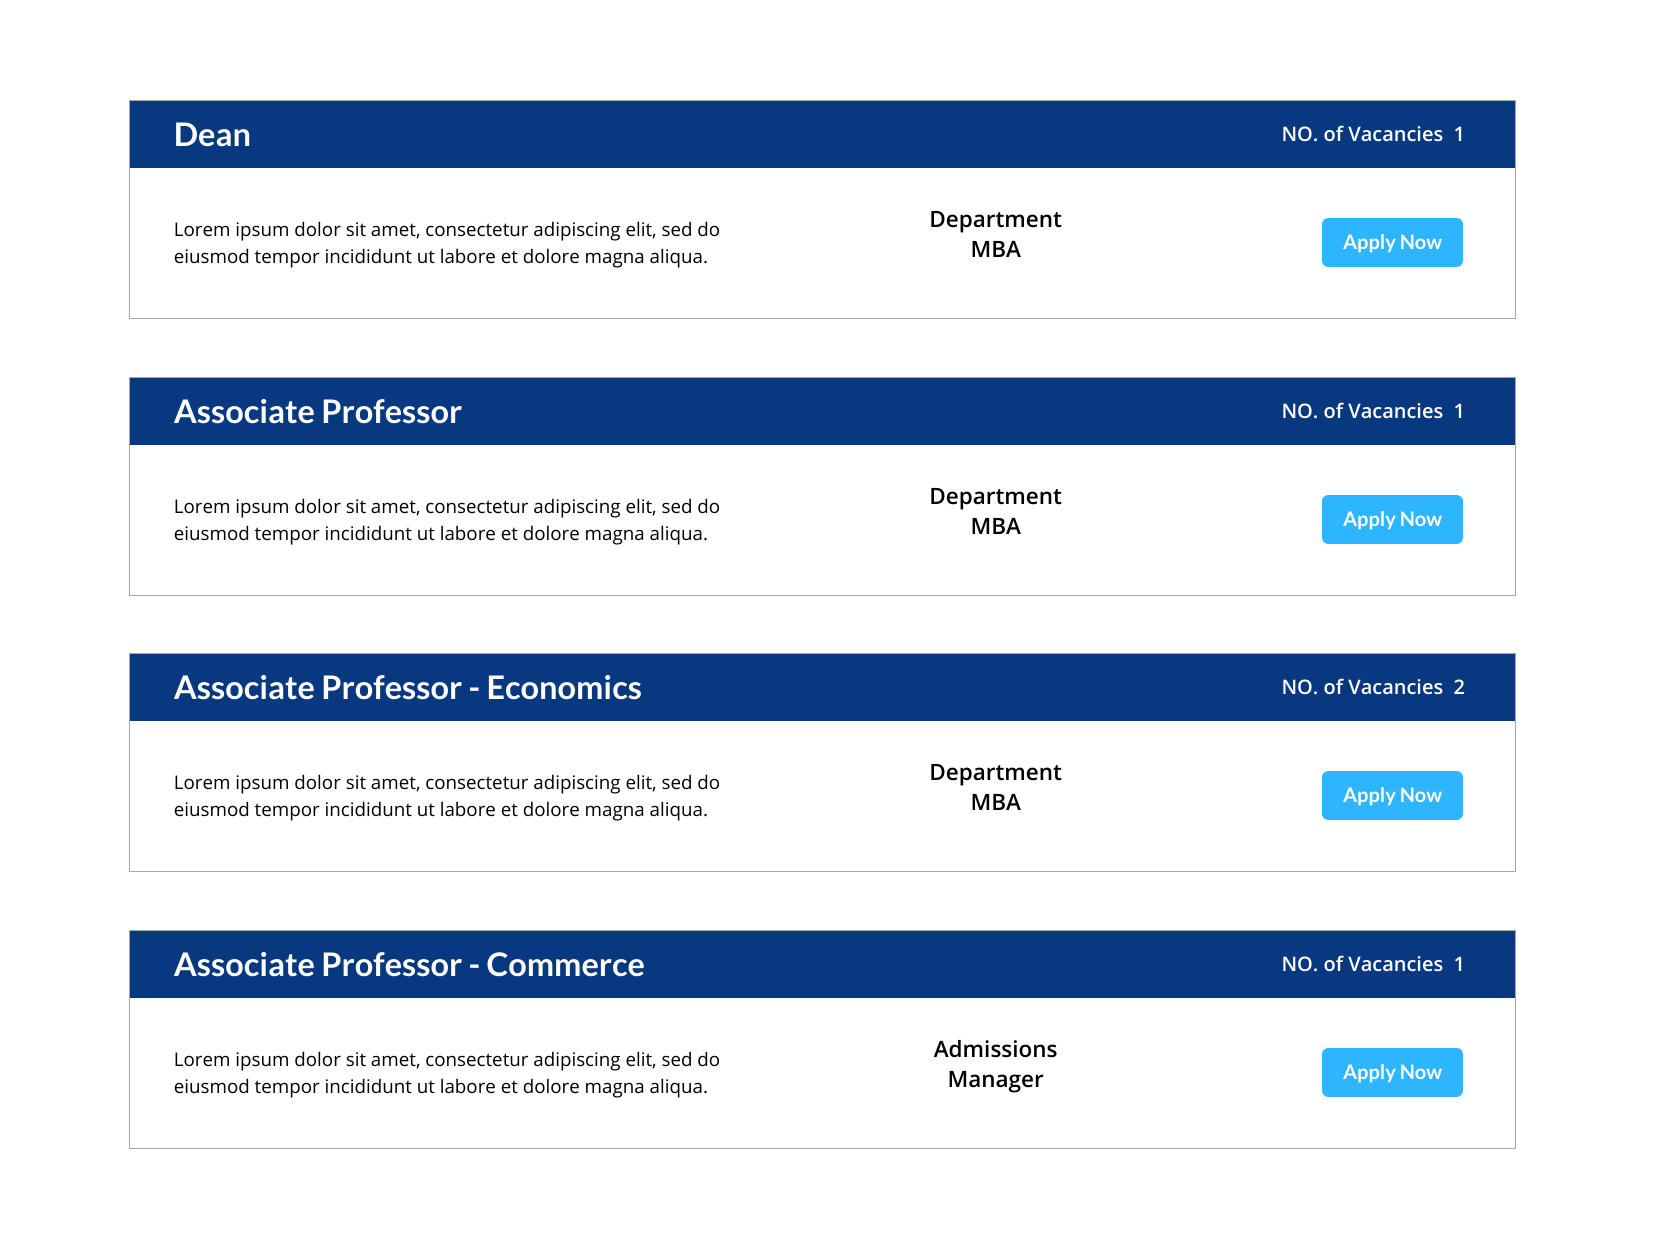 Dean
NO. of Vacancies 1
Lorem ipsum dolor sit amet, consectetur adipiscing elit, sed do
eiusmod tempor incididunt ut labore et dolore magna aliqua.
Department
MBA
Apply Now
Associate Professor
NO. of Vacancies 1
Lorem ipsum dolor sit amet, consectetur adipiscing elit, sed do
eiusmod tempor incididunt ut labore et dolore magna aliqua.
Department
MBA
Apply Now
Associate Professor - Economics
NO. of Vacancies 2
Lorem ipsum dolor sit amet, consectetur adipiscing elit, sed do
eiusmod tempor incididunt ut labore et dolore magna aliqua.
Department
MBA
Apply Now
Associate Professor - Commerce
NO. of Vacancies 1
Lorem ipsum dolor sit amet, consectetur adipiscing elit, sed do
eiusmod tempor incididunt ut labore et dolore magna aliqua.
Admissions
Manager
Apply Now